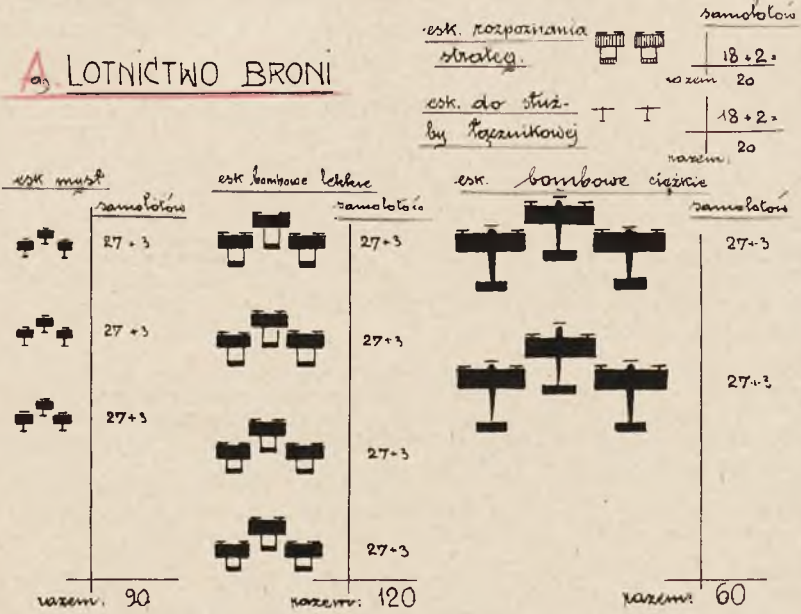 A. a) LOTNICTWO BRONI
esk. rozpoznania
strateg.
samolotów
18+2=
razem 20
esk. do służ-
by łącznikowej
18+2=
20
razem:
esk myśl
samolotów
27+3
27+3
27+3
razem: 90
esk bombowe lekkie
samolotów
27+3
27+3
27+3
27+3
razem: 120
esk. bombowe ciężkie
samolotów
27+3
27+3
razem: 60